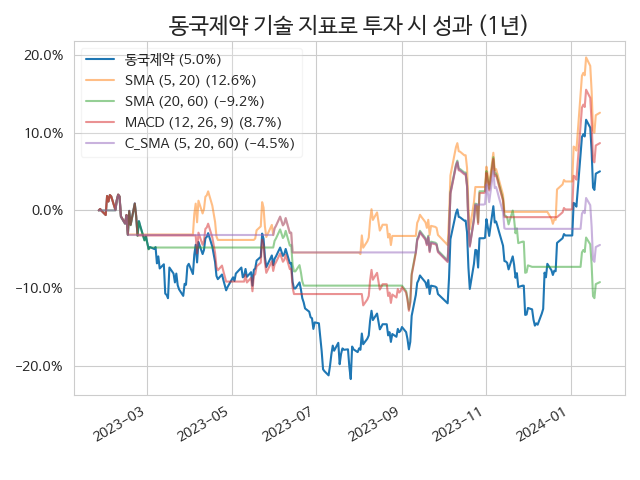 동국제약 기술 지표로 투자 시 성과 (1년)
동국제약 (5.0%)
SMA (5, 20) (12.6%)
SMA (20, 60) (−9.2%)
MACD (12, 26, 9) (8.7%)
C_SMA (5, 20, 60) (−4.5%)
20.0%
10.0%
0.0%
−10.0%
−20.0%
2023−03
2023−05
2023−07
2023−09
2023−11
2024−01